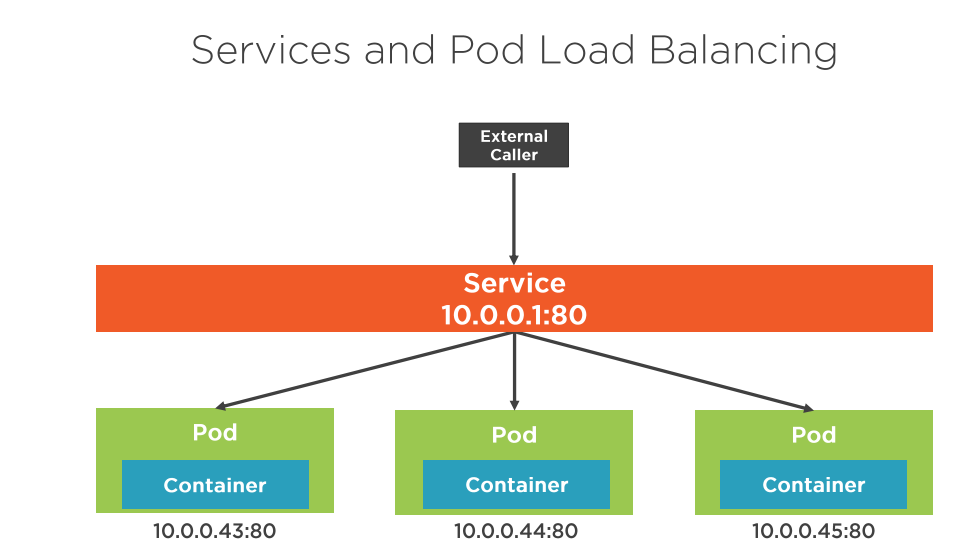 Services and Pod Load Balancing
External
Caller
Service
10.0.0.1:80
Pod
Pod
Pod
Container
Container
Container
10.0.0.43:80
10.0.0.44:80
10.0.0.45:80